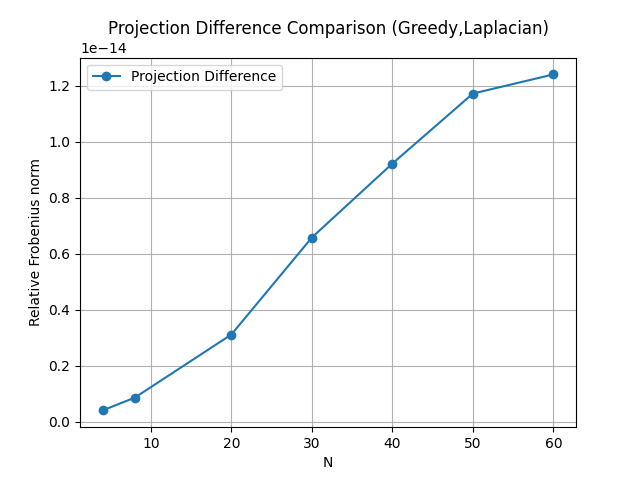 Projection Difference Comparison (Greedy,Laplacian)
1e−14
Projection Difference
1.2
1.0
0.8
0.6
0.4
0.2
0.0
Relative Frobenius norm
10 20 30 40 50 60
N